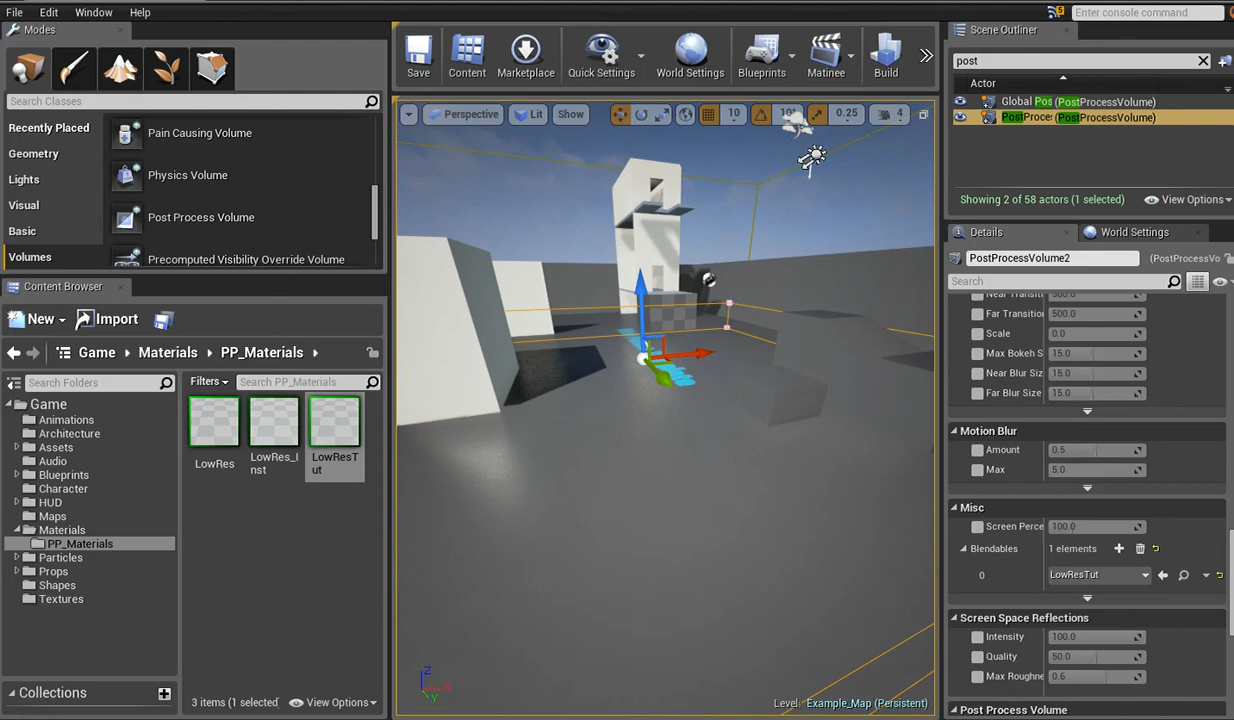 File Edit Window Help
5
Enter console command
Modes
Save
Content
Marketplace
Quick Settings
World Settings
Blueprints
Matinee
Build
Search Classes
Recently Placed
Geometry
Lights
Visual
Basic
Volumes
Pain Causing Volume
Physics Volume
Post Process Volume
Precomputed Visibility Override Volume
Perspective
Lit
Show
10
10°
0.25
4
Scene Outliner
post
Actor
Global Pos (PostProcessVolume)
PostProce: (PostProcessVolume)
Showing 2 of 58 actors (1 selected)
View Options
Content Browser
New
Import
Game
Materials
PP_Materials
Search Folders
Filters
Search PP_Materials
Game
Animations
Architecture
Assets
Audio
Blueprints
Character
HUD
Maps
Materials
PP_Materials
Particles
Props
Shapes
Textures
LowRes
LowRes_I
nst
LowResT
ut
Collections
3 items (1 selected)
View Options
Z
Y
Level: Example_Map (Persistent)
Details
World Settings
PostProcessVolume2
(PostProcessVo
Search
Near Transiti 500.0
Far Transition 500.0
Scale 0.0
Max Bokeh S 15.0
Near Blur Siz 15.0
Far Blur Size 15.0
Motion Blur
Amount 0.5
Max 5.0
Misc
Screen Perce 100.0
Blendables 1 elements
0 LowResTut
Screen Space Reflections
Intensity 100.0
Quality 50.0
Max Roughne 0.6
Post Process Volume